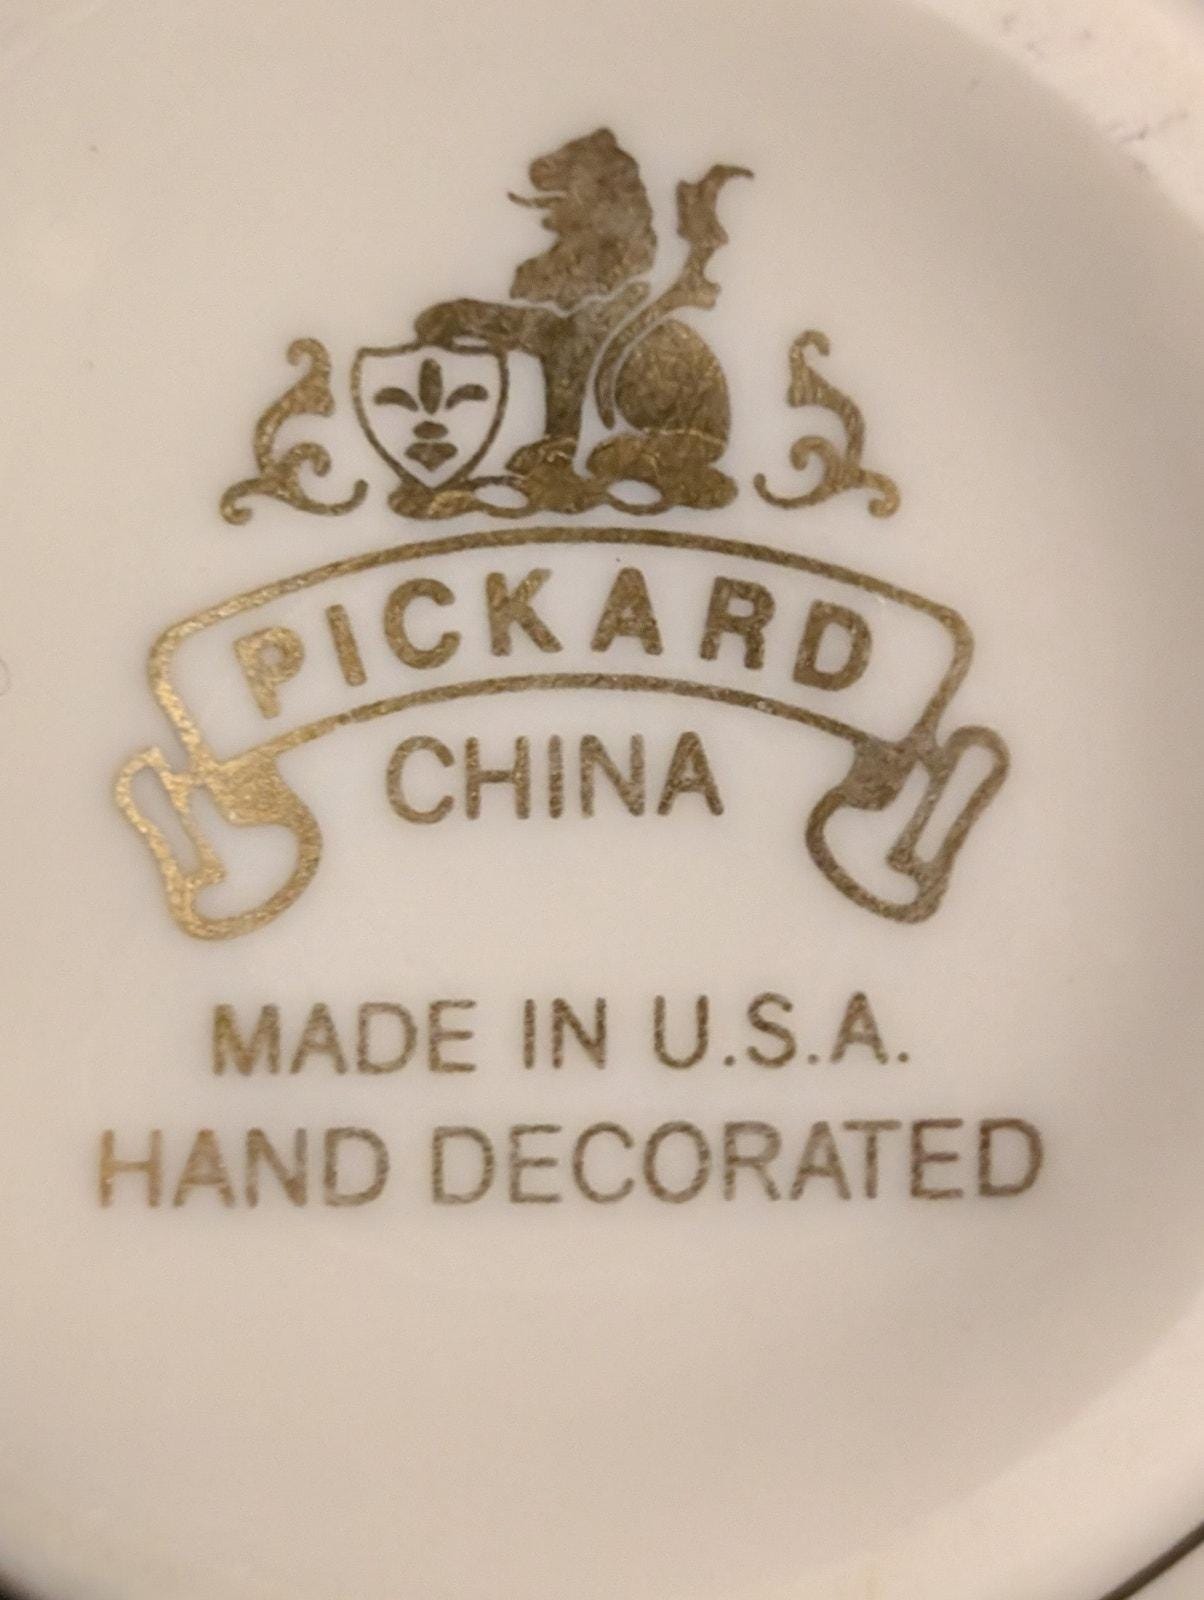 PICKARD
CHINA
MADE IN U.S.A.
HAND DECORATED